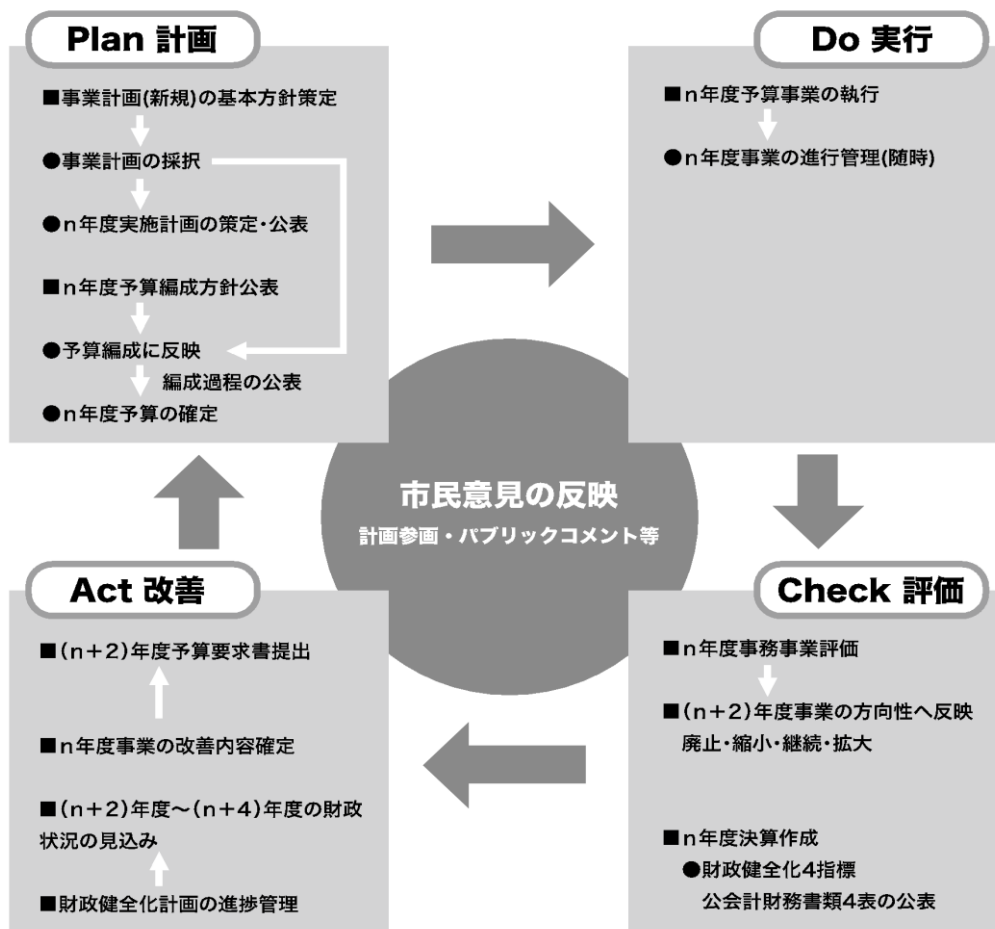 Plan 計画
■事業計画(新規)の基本方針策定
●事業計画の採択
●n年度実施計画の策定・公表
■n年度予算編成方針公表
●予算編成に反映
編成過程の公表
●n年度予算の確定
Do 実行
■n年度予算事業の執行
●n年度事業の進行管理(随時)
市民意見の反映
計画参画・パブリックコメント等
Act 改善
■(n+2)年度予算要求書提出
■n年度事業の改善内容確定
■(n+2)年度～(n+4)年度の財政
状況の見込み
■財政健全化計画の進捗管理
Check 評価
■n年度事務事業評価
■(n+2)年度事業の方向性へ反映
廃止・縮小・継続・拡大
■n年度決算作成
●財政健全化4指標
公会計財務書類4表の公表